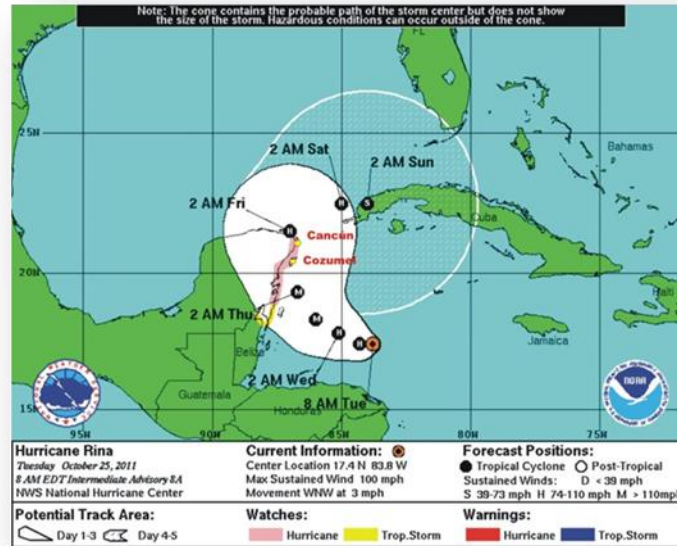 Note: The cone contains the probable path of the storm center but does not show
the size of the storm. Hazardous conditions can occur outside of the cone.
FL
25N
2 AM Sat
2 AM Sun
Bahamas
2 AM Fri
Cuba
Cancún
Cozumel
20N
Haiti
2 AM Thu
Jamaica
Belize
2 AM Wed
Guatemala
8 AM Tue
Honduras
15N
95W
90W
85W
80W
75W
H
S
H
M
M
H
H
NOAA
Hurricane Rina
Tuesday October 25, 2011
8 AM EDT Intermediate Advisory 8A
NWS National Hurricane Center
Current Information:
Center Location 17.4 N 83.8 W
Max Sustained Wind 100 mph
Movement WNW at 3 mph
Forecast Positions:
Tropical Cyclone Post-Tropical
Sustained Winds: D < 39 mph
S 39-73 mph H 74-110 mph M > 110mph
Potential Track Area:
Day 1-3 Day 4-5
Watches:
Hurricane Trop.Storm
Warnings:
Hurricane Trop.Storm